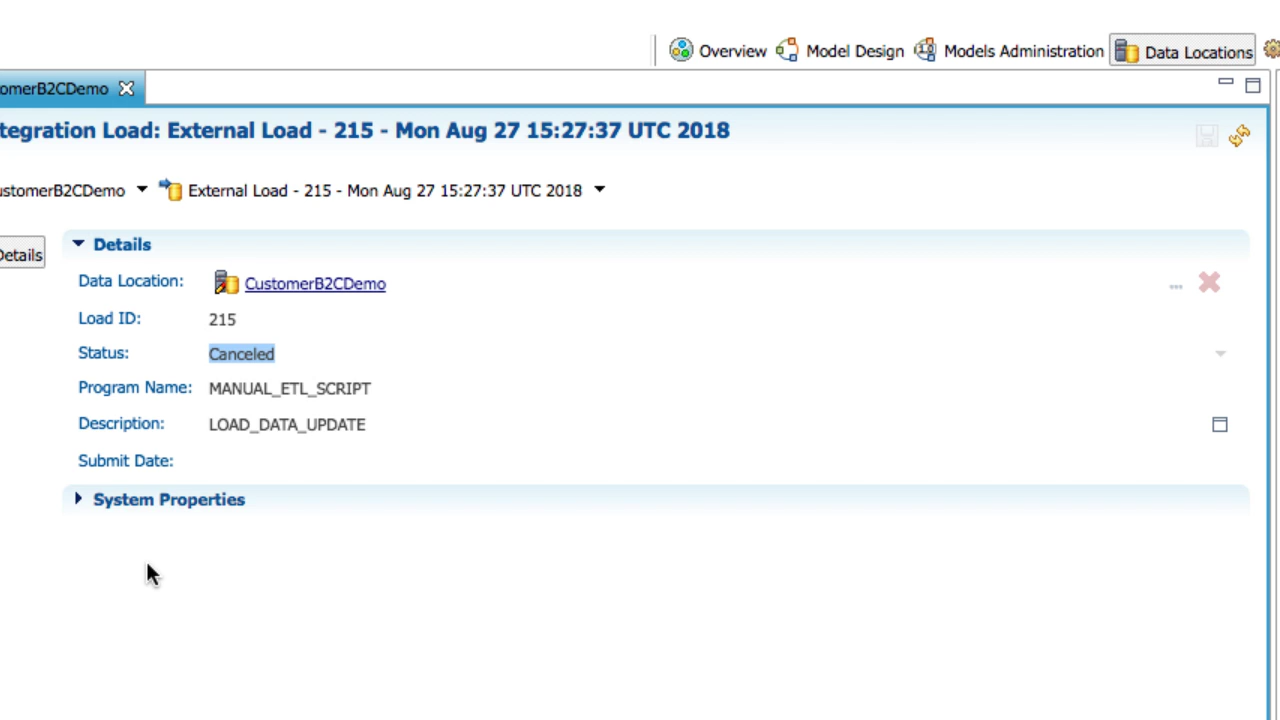 Overview Model Design Models Administration Data Locations
omerB2CDemo
tegration Load: External Load - 215 - Mon Aug 27 15:27:37 UTC 2018
ustomerB2CDemo External Load - 215 - Mon Aug 27 15:27:37 UTC 2018
Details
Details
Data Location: CustomerB2CDemo ...
Load ID: 215
Status: Canceled
Program Name: MANUAL_ETL_SCRIPT
Description: LOAD_DATA_UPDATE
Submit Date:
System Properties